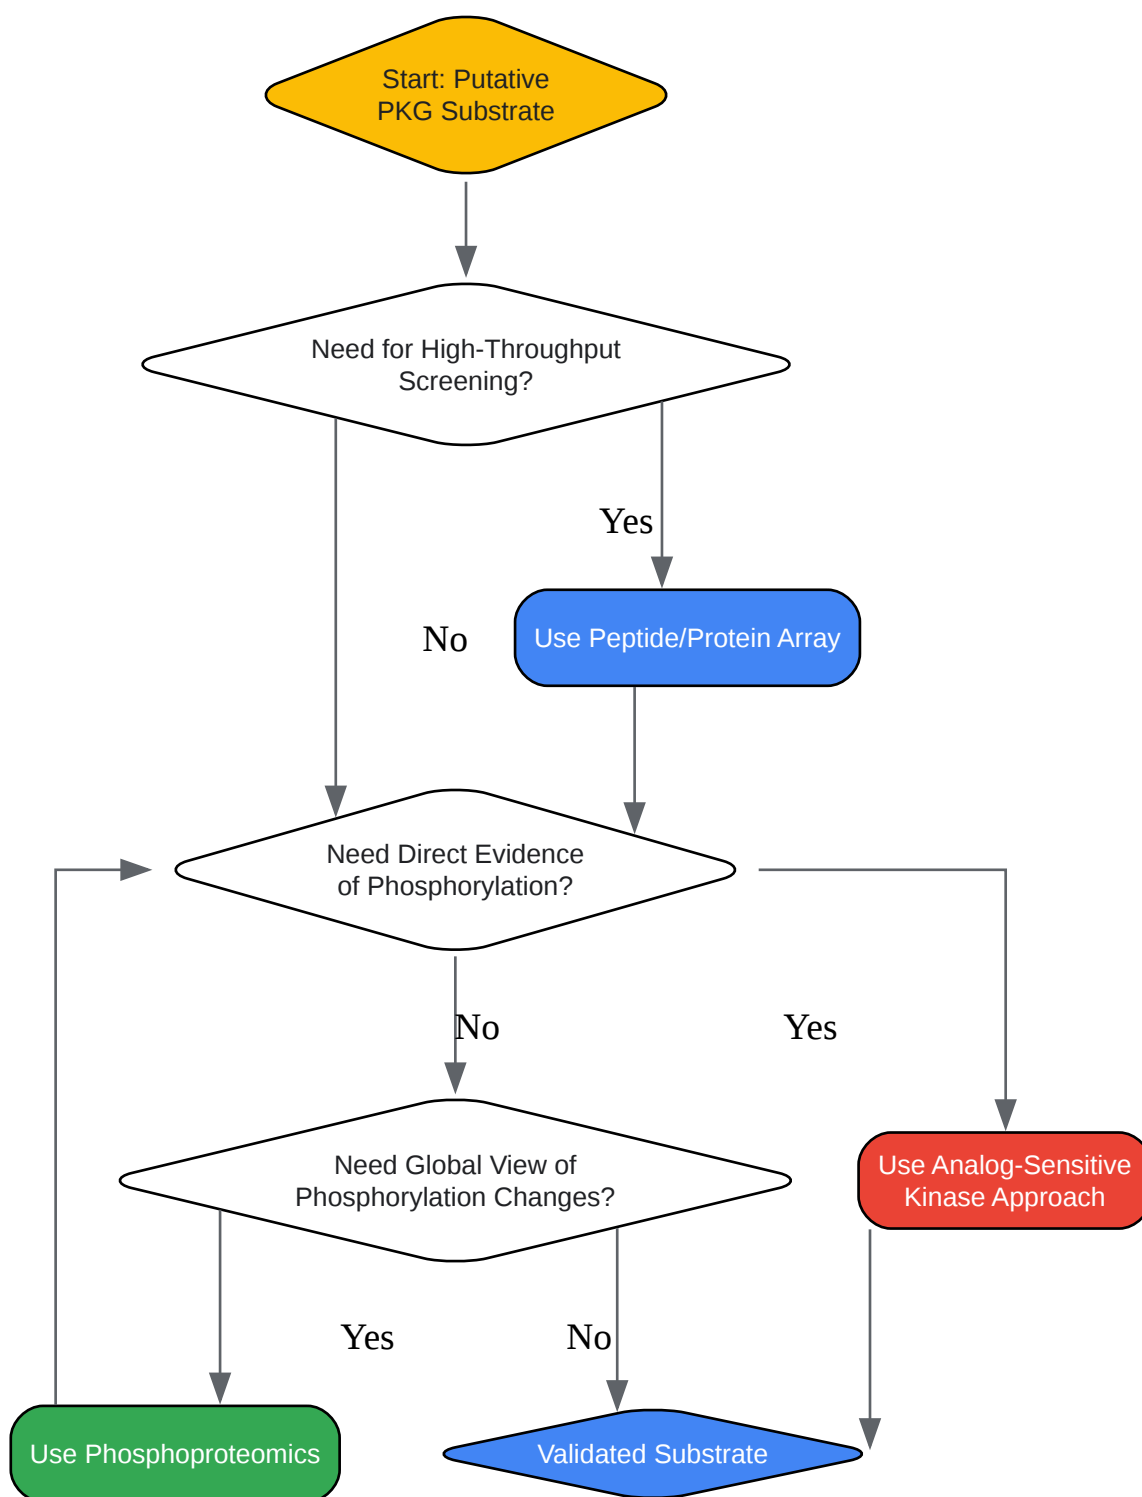 Start: Putative
PKG Substrate
Need for High-Throughput
Screening?
Yes
No
Use Peptide/Protein Array
Need Direct Evidence
of Phosphorylation?
No
Yes
Need Global View of
Phosphorylation Changes?
Use Analog-Sensitive
Kinase Approach
Yes
No
Use Phosphoproteomics
Validated Substrate